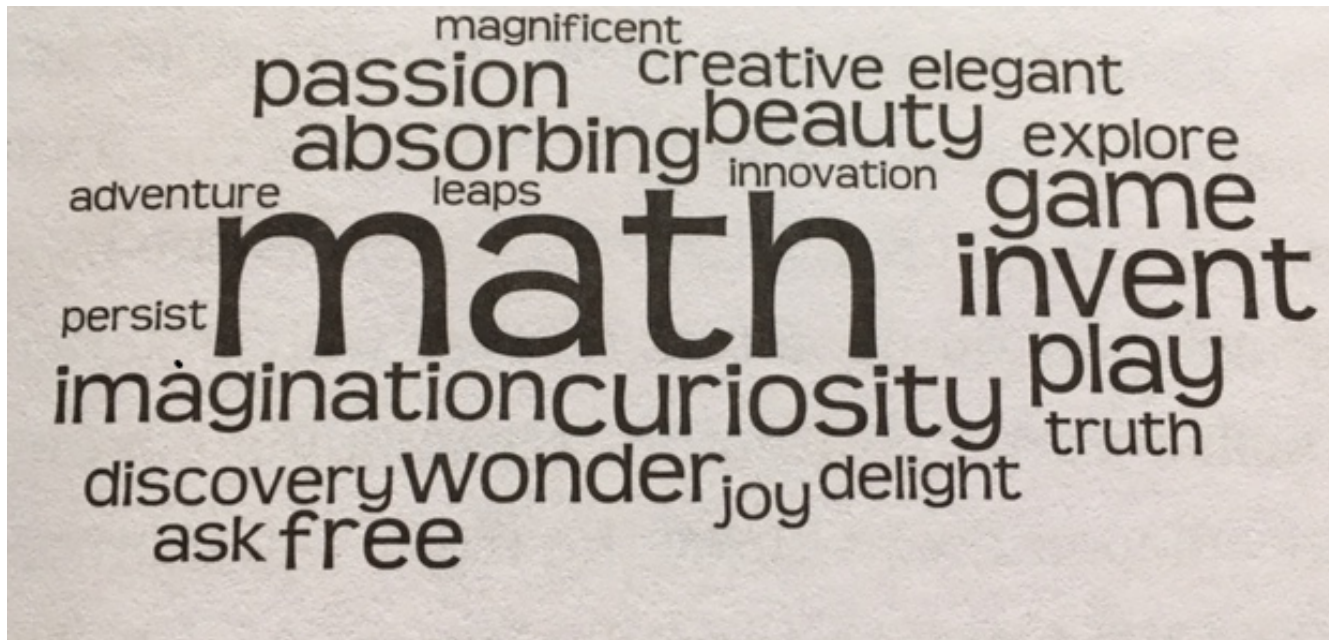 magnificent
passion creative elegant
absorbing beauty explore
adventure leaps innovation game
math invent
persist play
imagination curiosity truth
discovery wonder joy delight
ask free